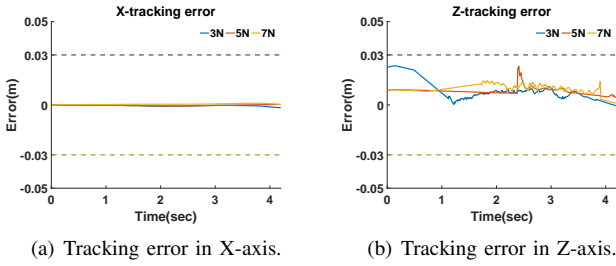 X-tracking error
0.05
3N 5N 7N
0.03
Error(m)
0
-0.03
-0.05
0 1 2 3 4
Time(sec)
(a) Tracking error in X-axis.
Z-tracking error
0.05
3N 5N 7N
0.03
Error(m)
0
-0.03
-0.05
0 1 2 3 4
Time(sec)
(b) Tracking error in Z-axis.